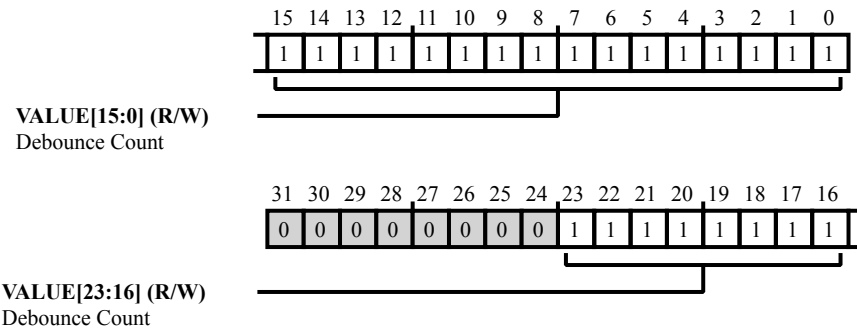 15 14 13 12 11 10 9 8 7 6 5 4 3 2 1 0
1 1 1 1 1 1 1 1 1 1 1 1 1 1 1 1
VALUE[15:0] (R/W)
Debounce Count
31 30 29 28 27 26 25 24 23 22 21 20 19 18 17 16
0 0 0 0 0 0 0 0 1 1 1 1 1 1 1 1
VALUE[23:16] (R/W)
Debounce Count